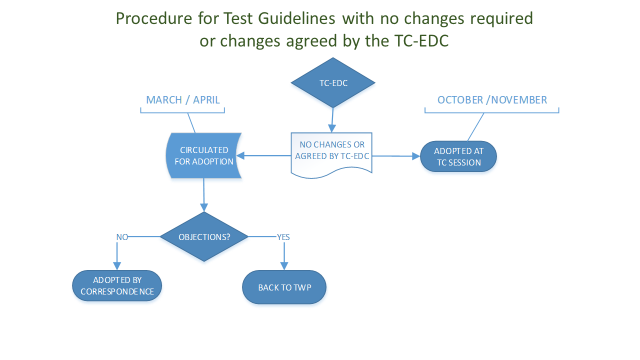 Procedure for Test Guidelines with no changes required
or changes agreed by the TC-EDC
TC-EDC
MARCH / APRIL
OCTOBER /NOVEMBER
CIRCULATED
FOR ADOPTION
NO CHANGES OR
AGREED BY TC-EDC
ADOPTED AT
TC SESSION
OBJECTIONS?
NO
YES
ADOPTED BY
CORRESPONDENCE
BACK TO TWP